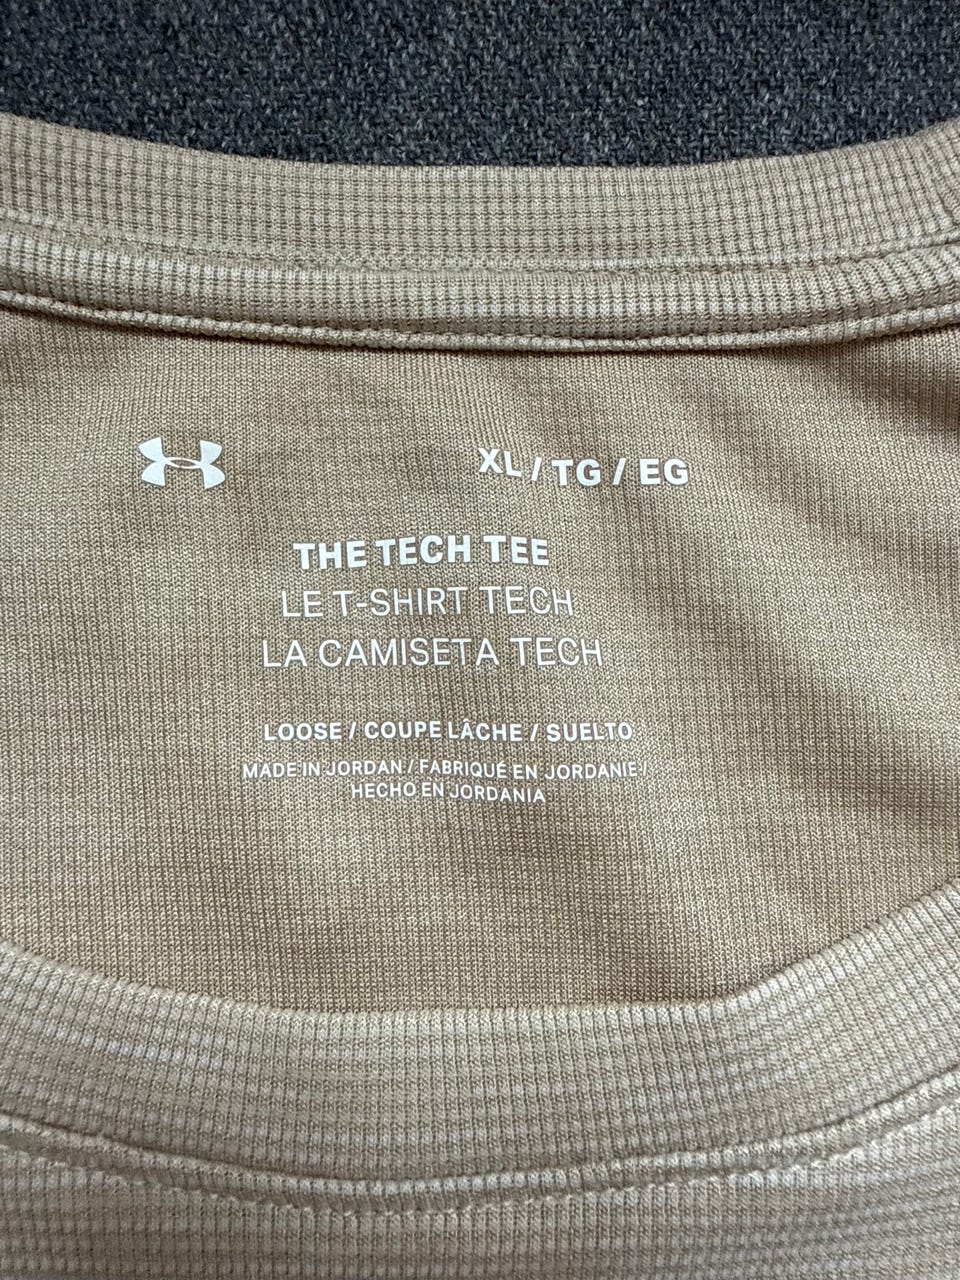 XL / TG / EG
THE TECH TEE
LE T-SHIRT TECH
LA CAMISETA TECH
LOOSE / COUPE LÂCHE / SUELTO
MADE IN JORDAN / FABRIQUÉ EN JORDANIE /
HECHO EN JORDANIA